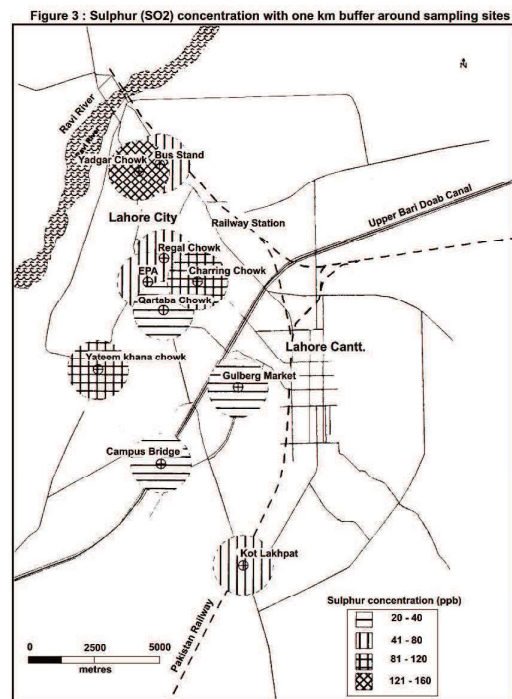 Figure 3 : Sulphur (SO2) concentration with one km buffer around sampling sites
N
Ravi River
Yadgar Chowk
Bus Stand
Lahore City
Railway Station
Upper Bari Doab Canal
Regal Chowk
EPA
Charring Chowk
Qartaba Chowk
Lahore Cantt.
Yateem khana chowk
Gulberg Market
Campus Bridge
Kot Lakhpat
Pakistan Railway
Sulphur concentration (ppb)
20 - 40
41 - 80
81 - 120
121 - 160
0 2500 5000
metres